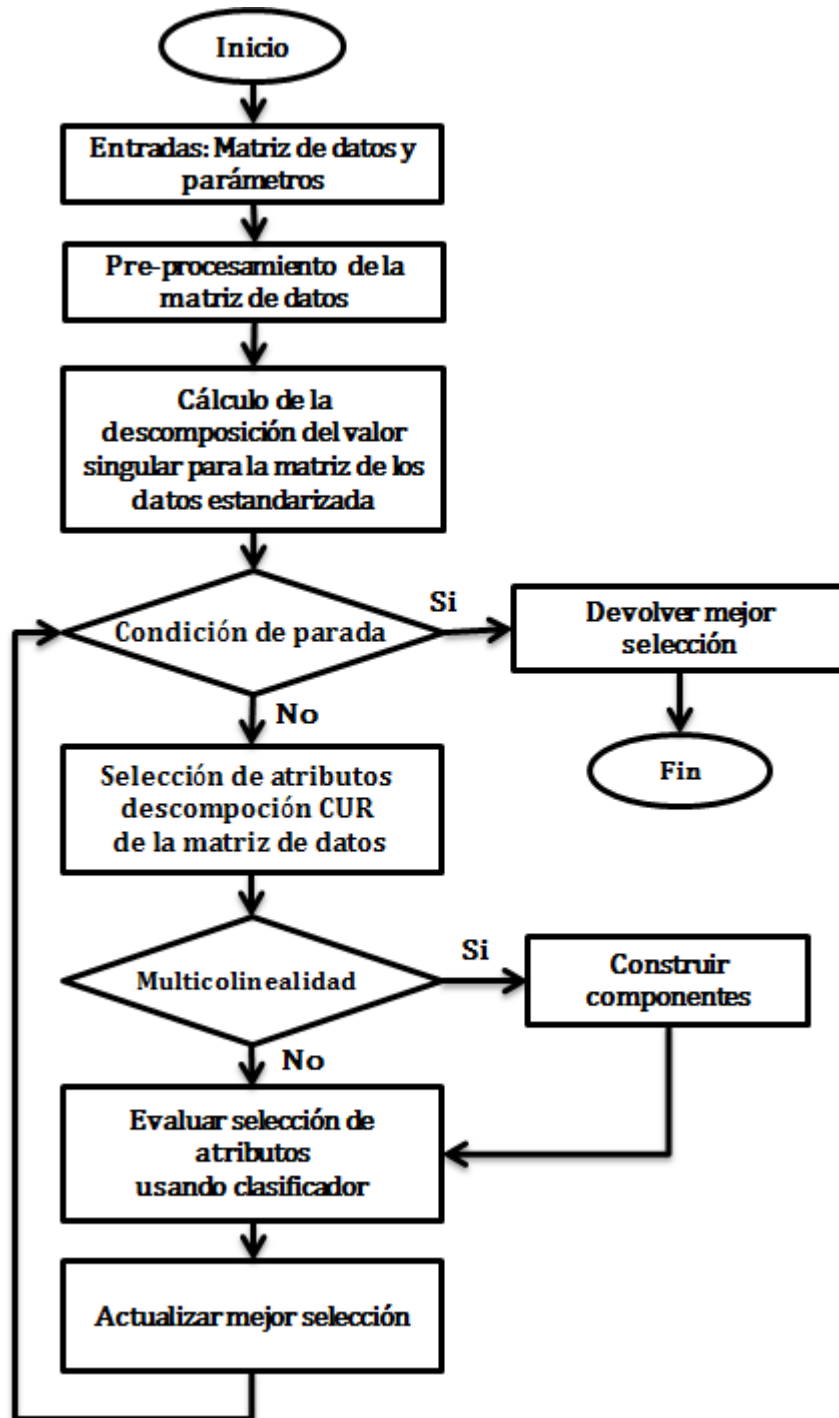 Inicio
Entradas: Matriz de datos y
parámetros
Pre-procesamiento de la
matriz de datos
Cálculo de la
descomposición del valor
singular para la matriz de los
datos estandarizada
Condición de parada
Si
Devolver mejor
selección
Fin
No
Selección de atributos
descompoción CUR
de la matriz de datos
Multicolinealidad
Si
Construir
componentes
No
Evaluar selección de
atributos
usando clasificador
Actualizar mejor selección